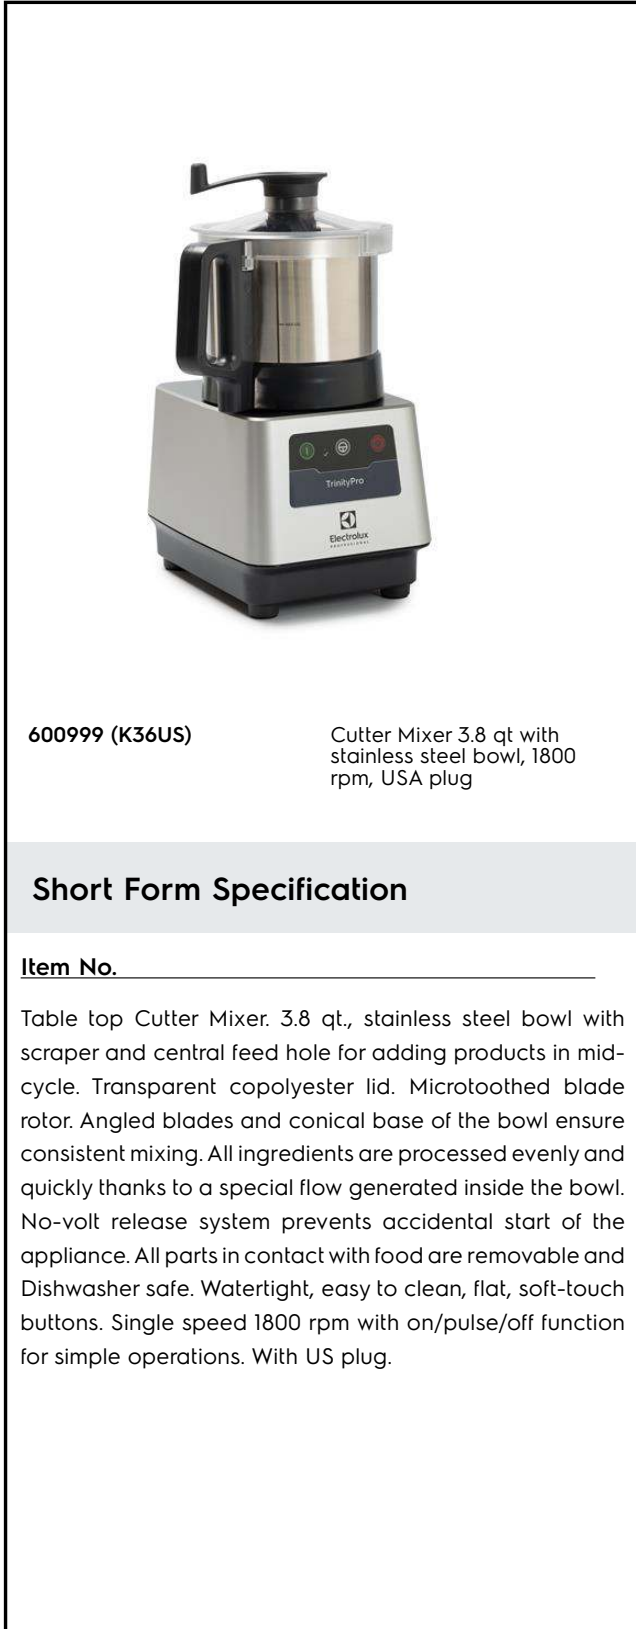 TrinityPro
Electrolux
PROFESSIONAL
600999 (K36US)
Cutter Mixer 3.8 qt with
stainless steel bowl, 1800
rpm, USA plug
Short Form Specification
Item No.
Table top Cutter Mixer. 3.8 qt., stainless steel bowl with
scraper and central feed hole for adding products in mid-
cycle. Transparent copolyester lid. Microtoothed blade
rotor. Angled blades and conical base of the bowl ensure
consistent mixing. All ingredients are processed evenly and
quickly thanks to a special flow generated inside the bowl.
No-volt release system prevents accidental start of the
appliance. All parts in contact with food are removable and
Dishwasher safe. Watertight, easy to clean, flat, soft-touch
buttons. Single speed 1800 rpm with on/pulse/off function
for simple operations. With US plug.